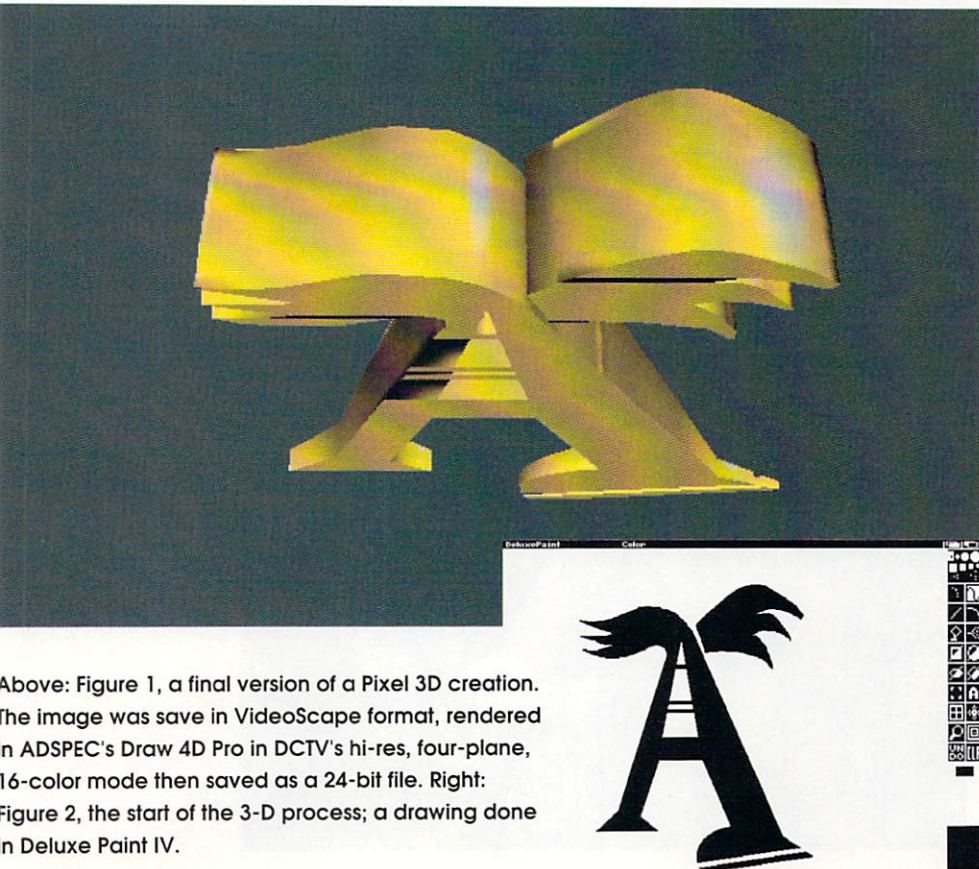 DeluxePaint Color
UN
DO
Above: Figure 1, a final version of a Pixel 3D creation.
The image was save in VideoScape format, rendered
in ADSPEC's Draw 4D Pro in DCTV's hi-res, four-plane,
16-color mode then saved as a 24-bit file. Right:
Figure 2, the start of the 3-D process; a drawing done
in Deluxe Paint IV.